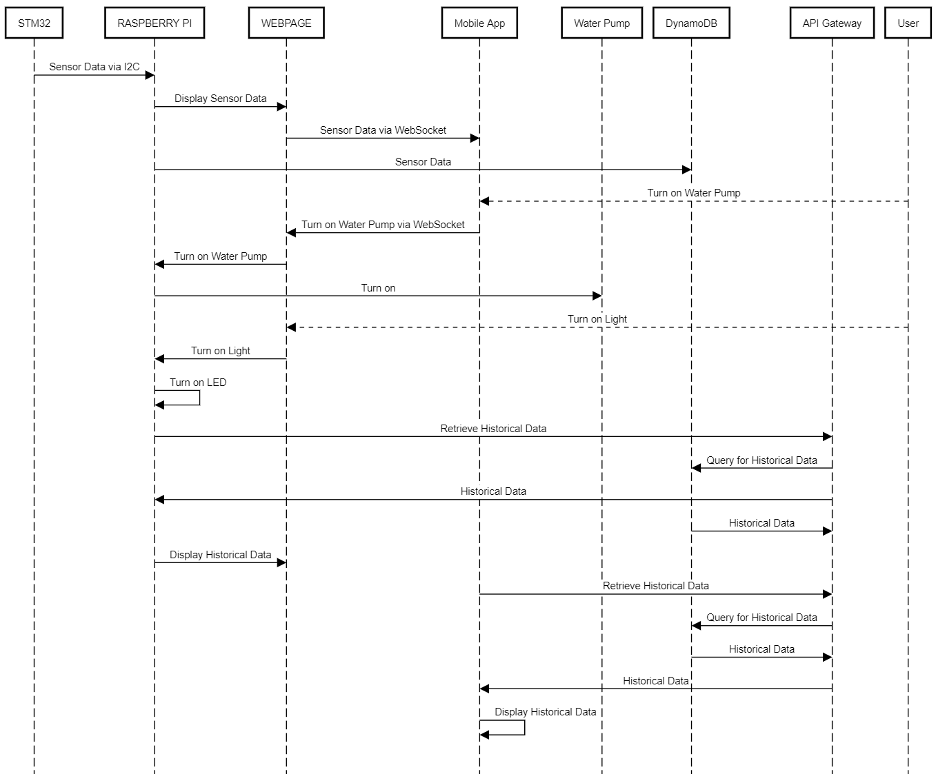 STM32
RASPBERRY PI
WEBPAGE
Mobile App
Water Pump
DynamoDB
API Gateway
User
Sensor Data via I2C
Display Sensor Data
Sensor Data via WebSocket
Sensor Data
Turn on Water Pump
Turn on Water Pump via WebSocket
Turn on Water Pump
Turn on
Turn on Light
Turn on Light
Turn on LED
Retrieve Historical Data
Query for Historical Data
Historical Data
Historical Data
Display Historical Data
Retrieve Historical Data
Query for Historical Data
Historical Data
Historical Data
Display Historical Data